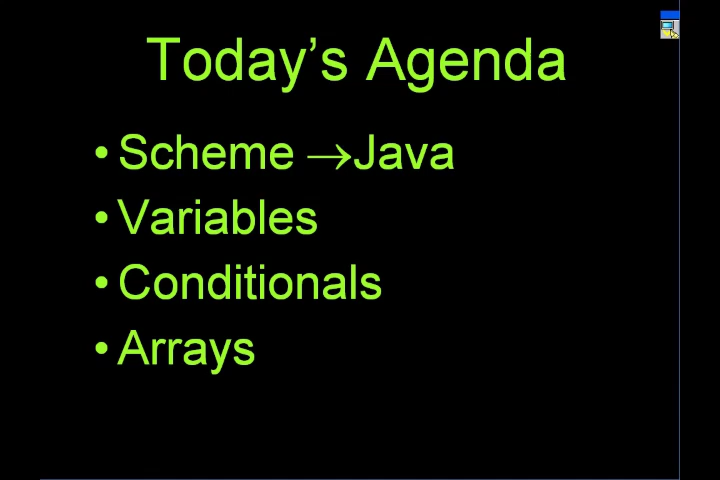 Today’s Agenda
• Scheme →Java
• Variables
• Conditionals
• Arrays